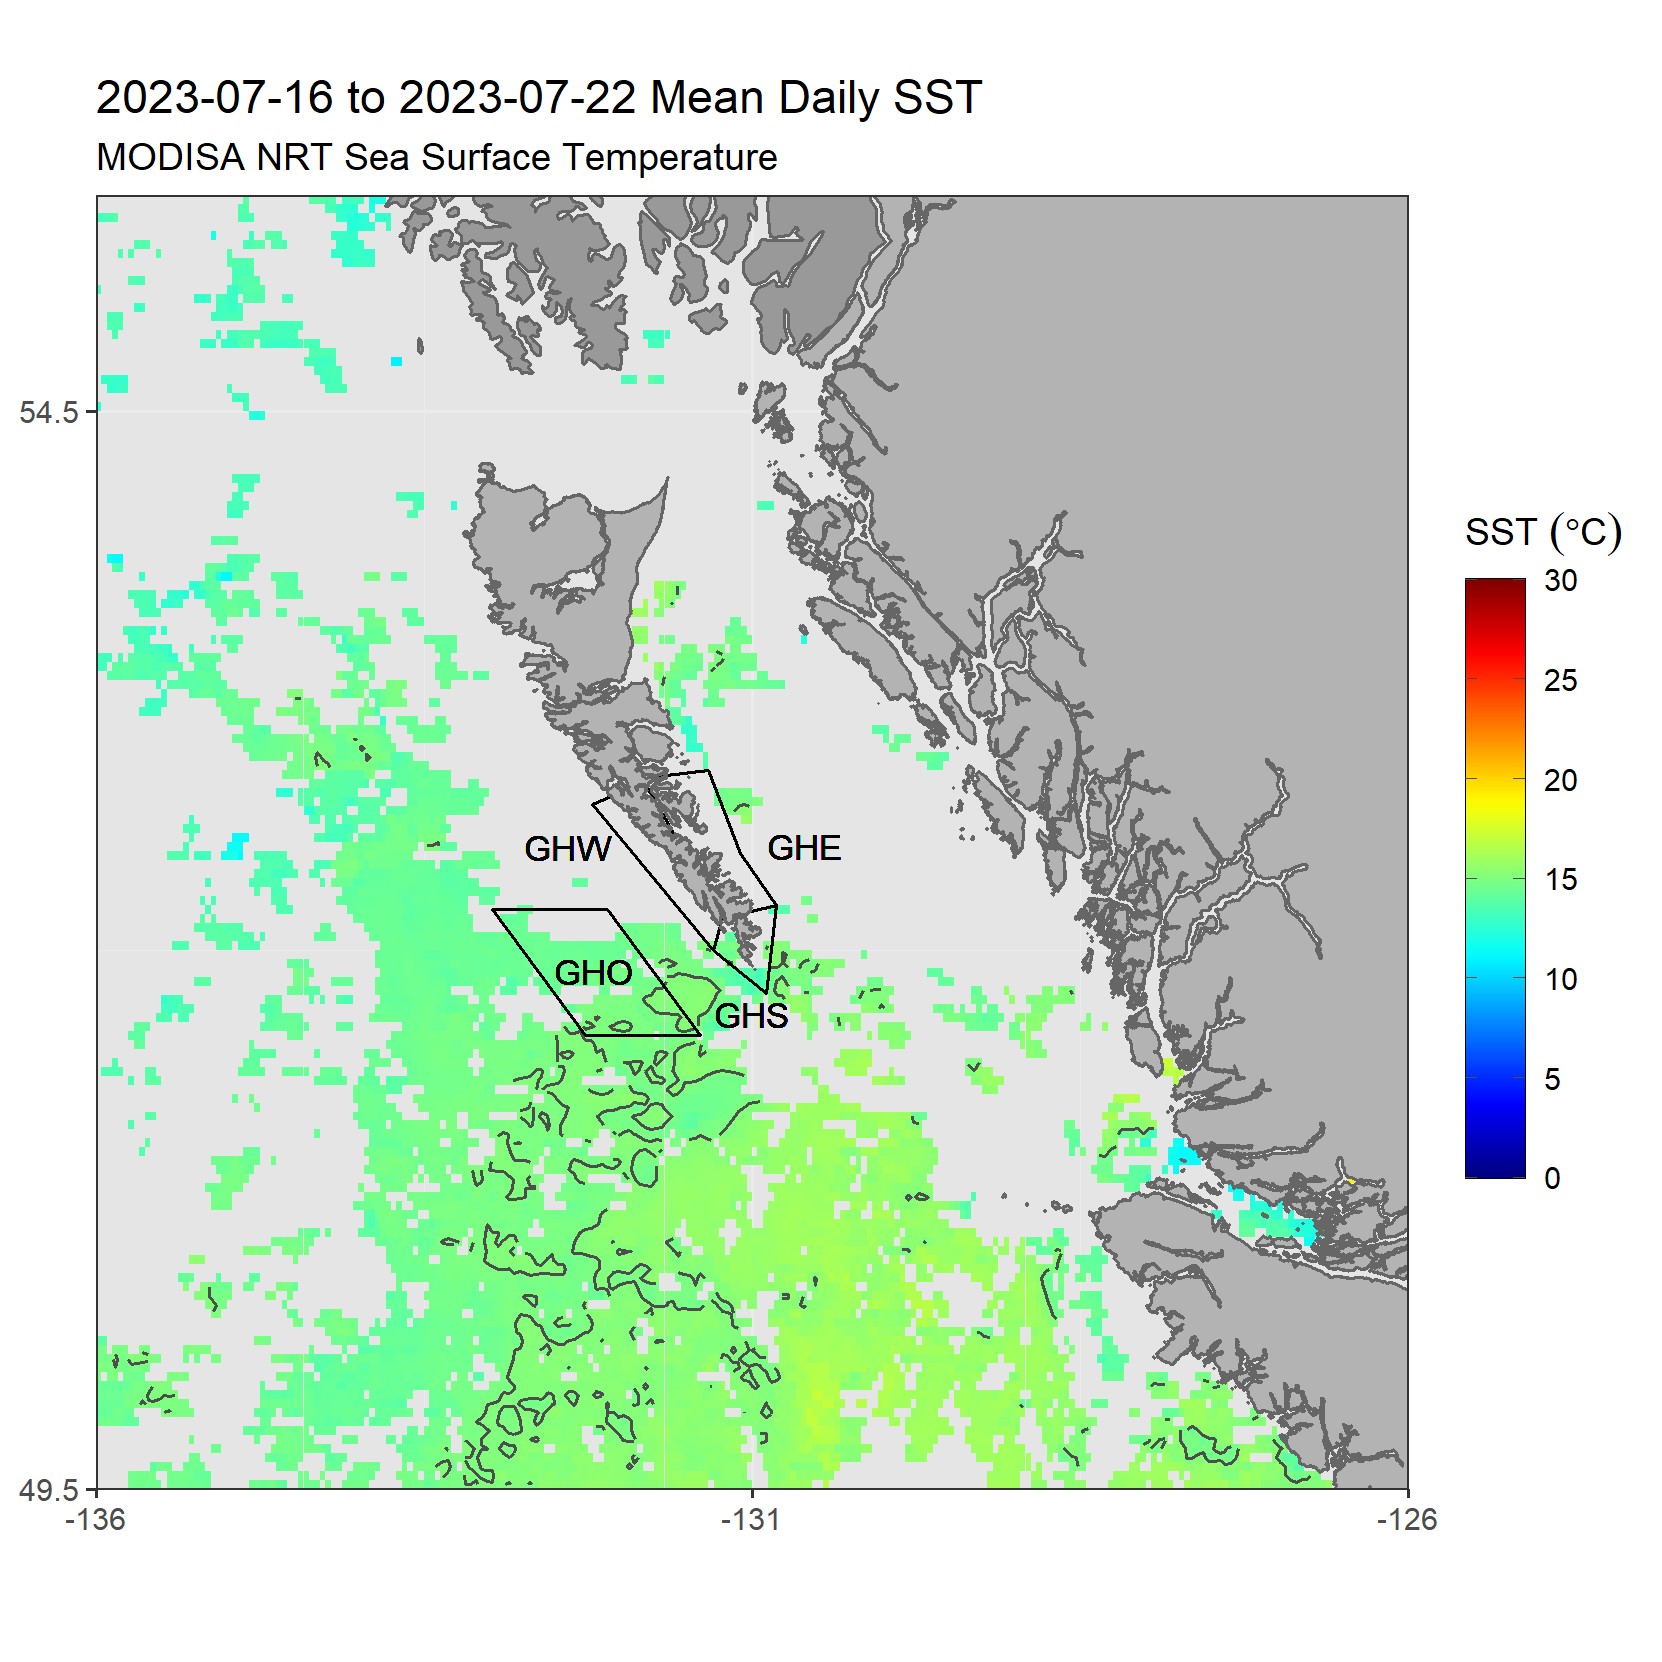 2023-07-16 to 2023-07-22 Mean Daily SST
MODISA NRT Sea Surface Temperature
54.5
49.5
-136
-131
-126
GHW
GHE
GHO
GHS
SST (°C)
30
25
20
15
10
5
0